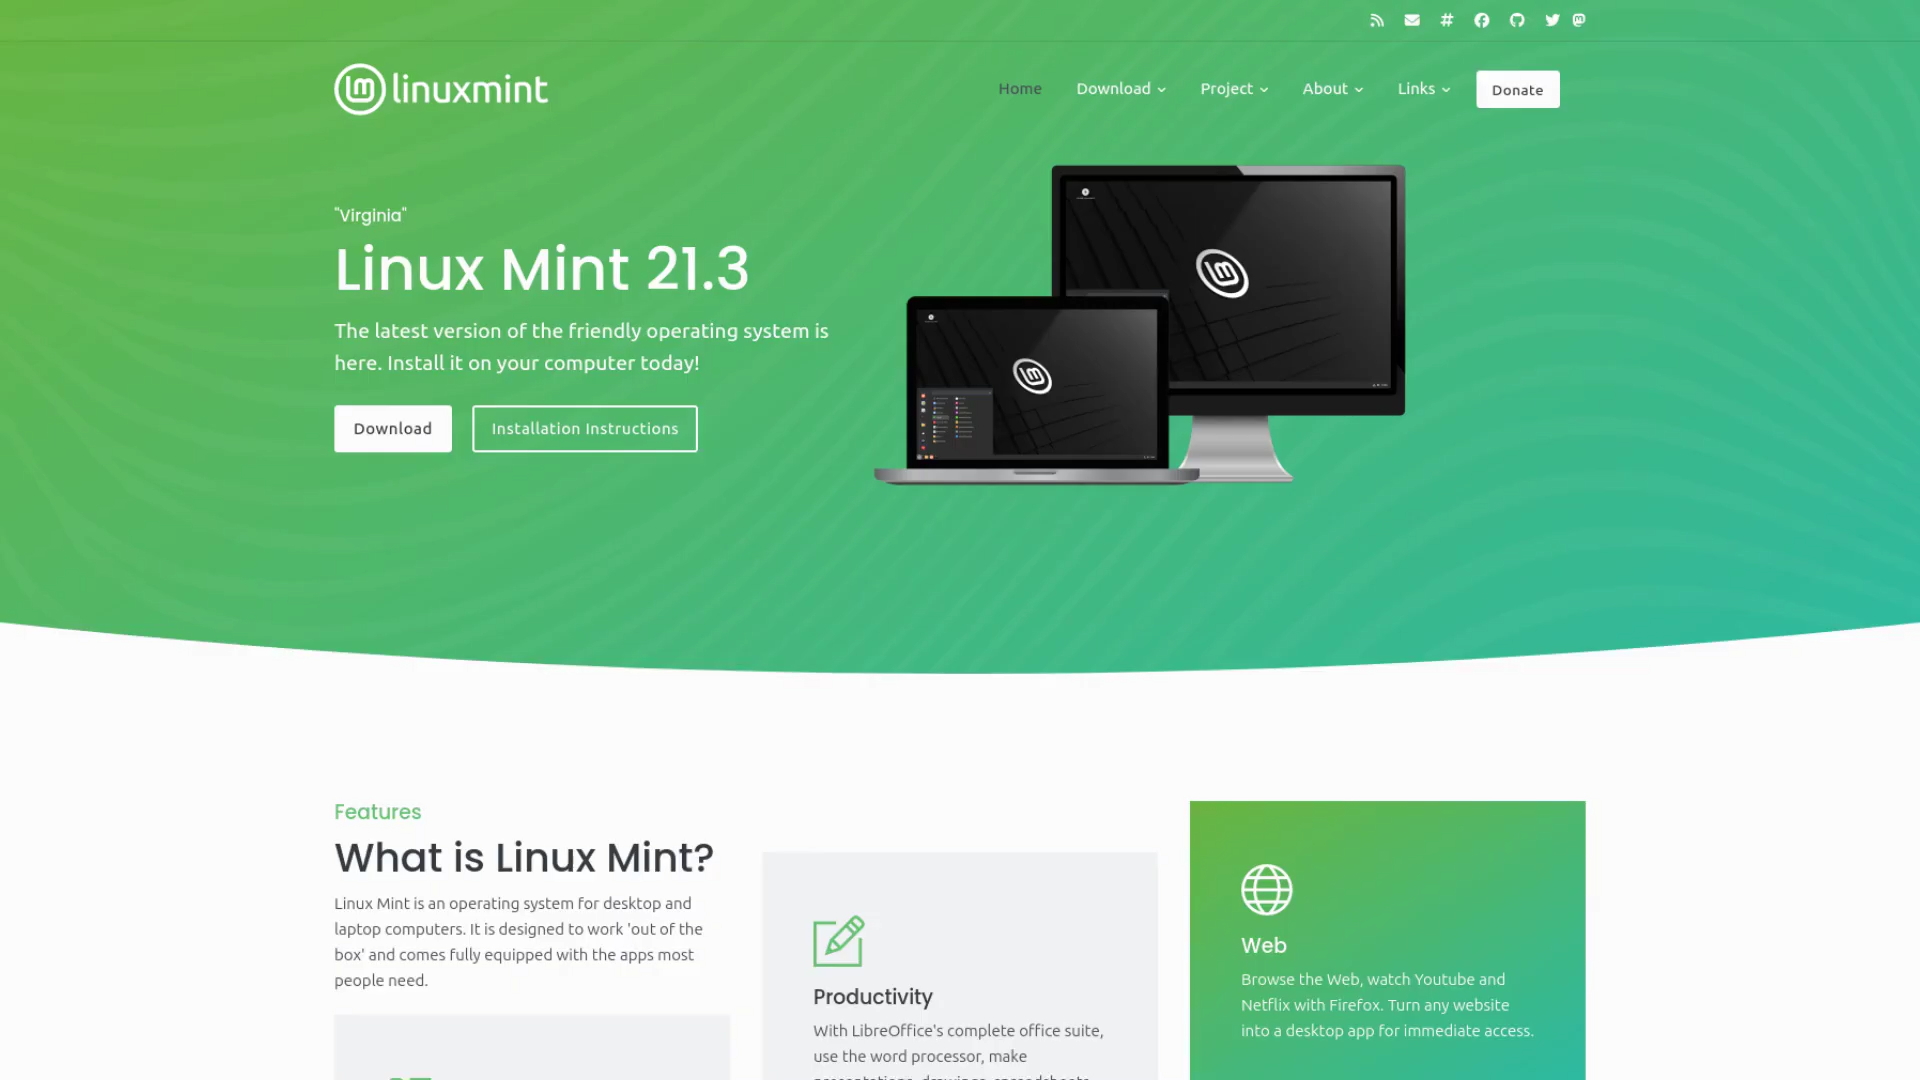 linuxmint
Home
Download
Project
About
Links
Donate
"Virginia"
Linux Mint 21.3
The latest version of the friendly operating system is
here. Install it on your computer today!
Download
Installation Instructions
Features
What is Linux Mint?
Linux Mint is an operating system for desktop and
laptop computers. It is designed to work 'out of the
box' and comes fully equipped with the apps most
people need.
Productivity
With LibreOffice's complete office suite,
use the word processor, make
Web
Browse the Web, watch Youtube and
Netflix with Firefox. Turn any website
into a desktop app for immediate access.